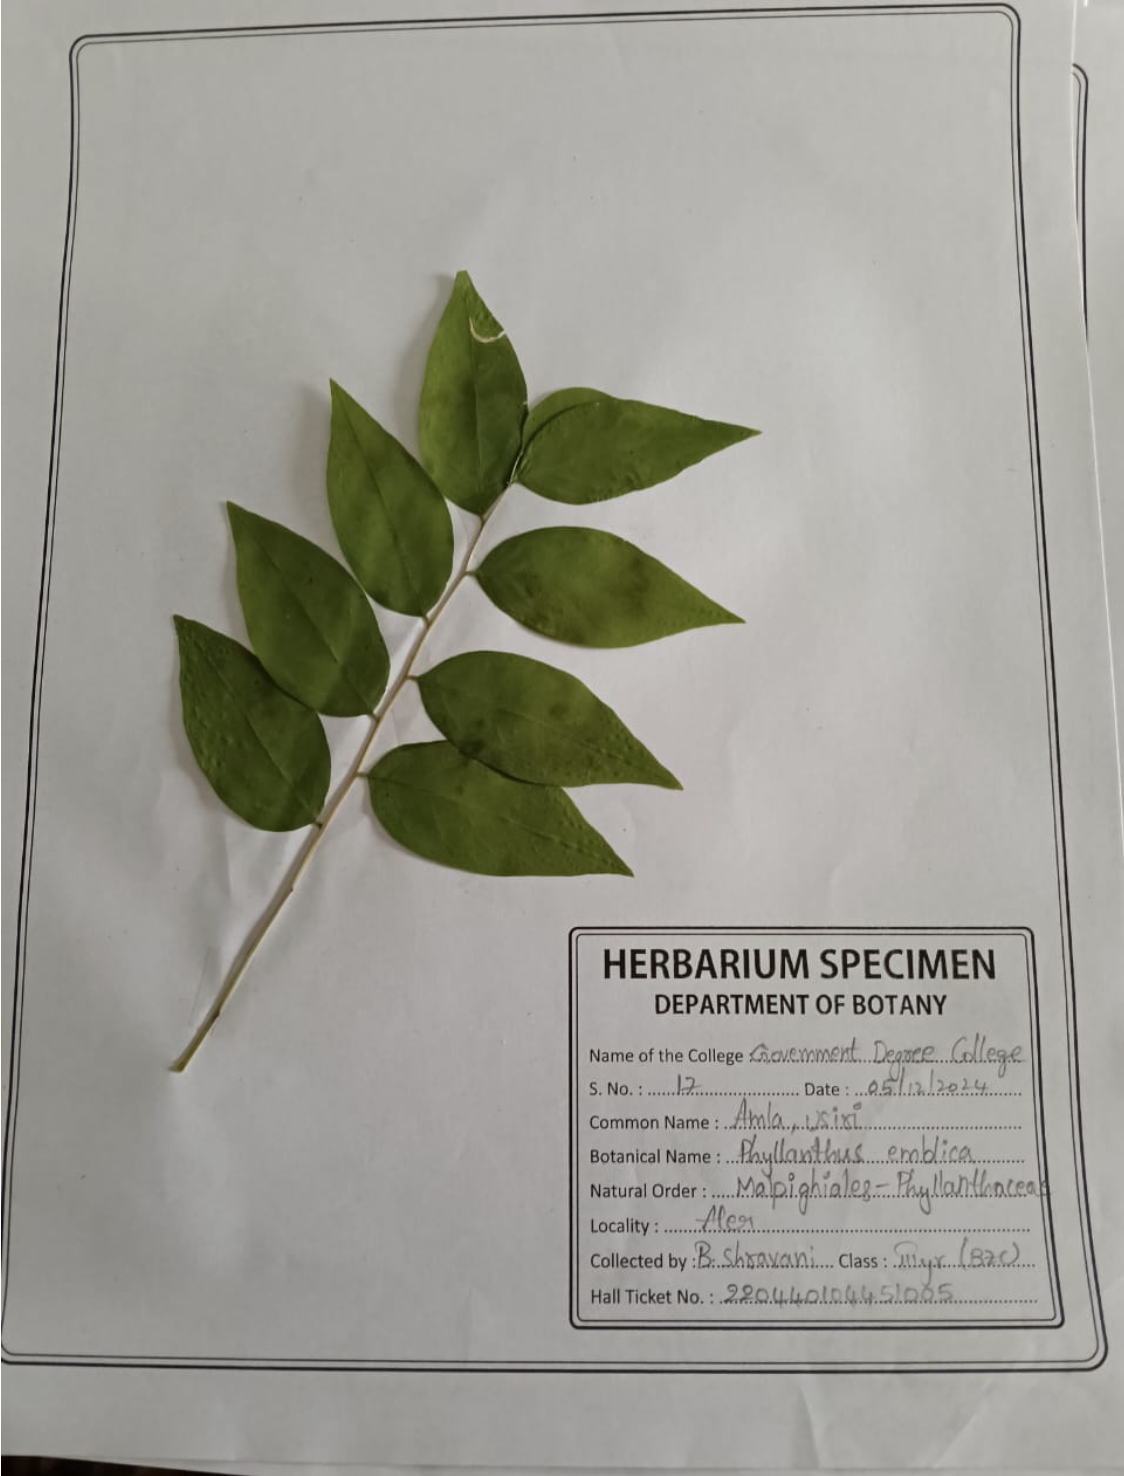 HERBARIUM SPECIMEN
DEPARTMENT OF BOTANY
Name of the College Government Degree College
S. No. : 17 Date : 05/12/2024
Common Name : Amla, usiri
Botanical Name : Phyllanthus emblica
Natural Order : Malpighiales - Phyllanthaceae
Locality : Aler
Collected by : B. Shravani Class : III yr (BZC)
Hall Ticket No. : 220440104451005